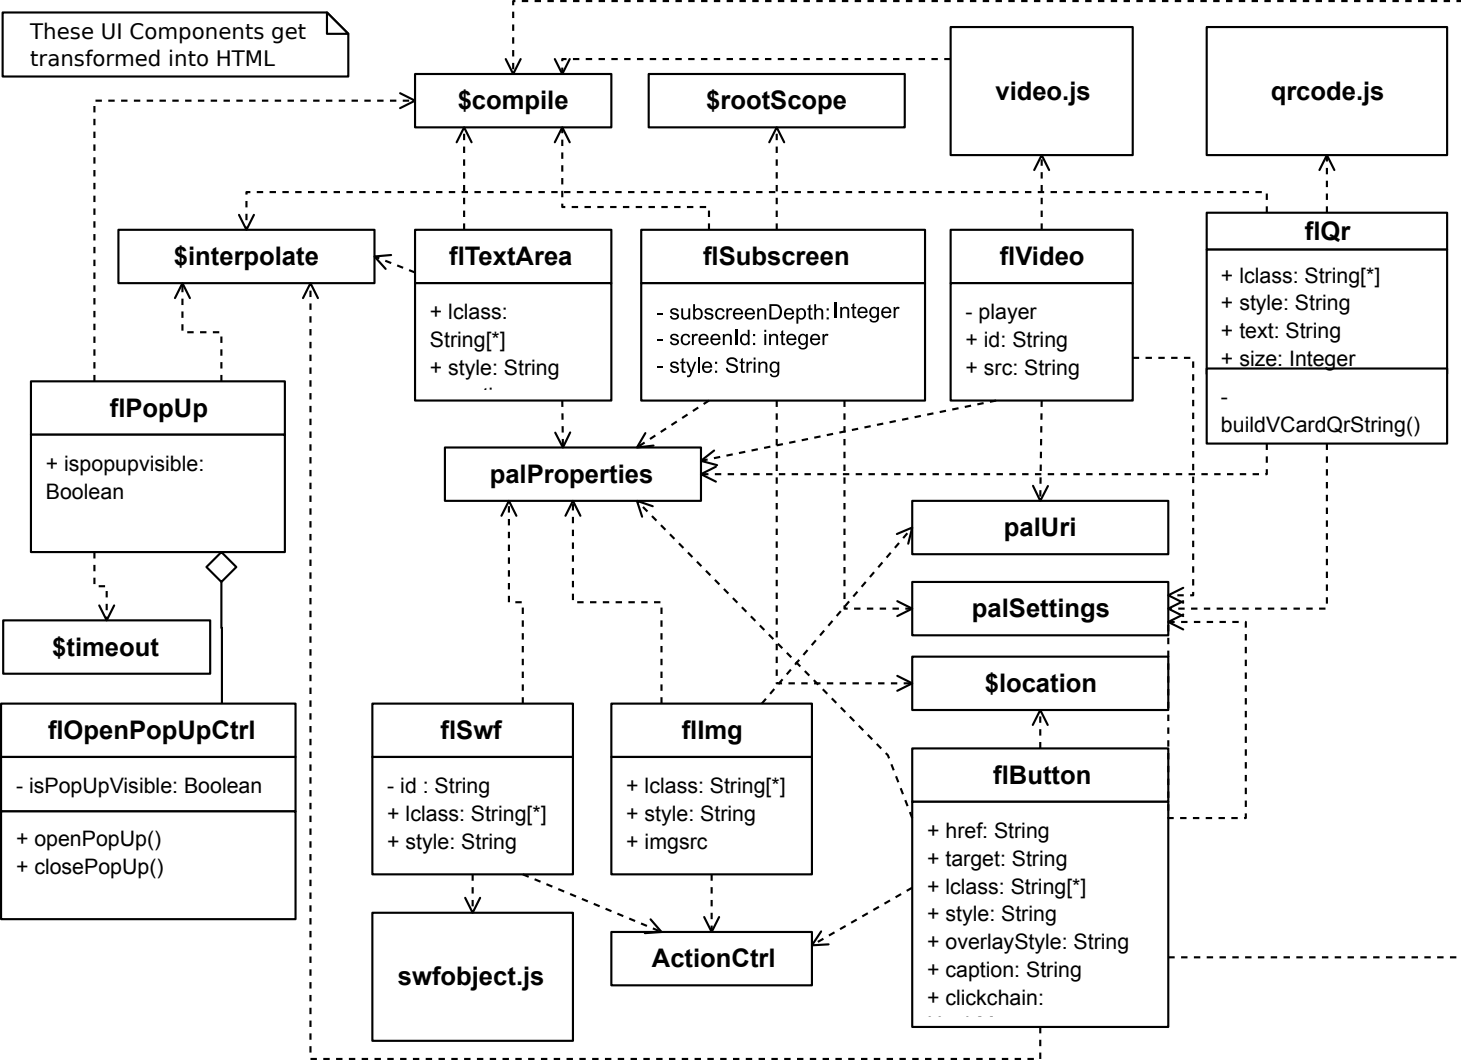 These UI Components get
transformed into HTML
$compile
$rootScope
video.js
qrcode.js
$interpolate
flTextArea
+ lclass:
String[*]
+ style: String
flSubscreen
- subscreenDepth: Integer
- screenId: integer
- style: String
flVideo
- player
+ id: String
+ src: String
flQr
+ lclass: String[*]
+ style: String
+ text: String
+ size: Integer
-
buildVCardQrString()
flPopUp
+ ispopupvisible:
Boolean
palProperties
palUri
palSettings
$timeout
$location
flOpenPopUpCtrl
- isPopUpVisible: Boolean
+ openPopUp()
+ closePopUp()
flSwf
- id : String
+ lclass: String[*]
+ style: String
flImg
+ lclass: String[*]
+ style: String
+ imgsrc
flButton
+ href: String
+ target: String
+ lclass: String[*]
+ style: String
+ overlayStyle: String
+ caption: String
+ clickchain:
swfobject.js
ActionCtrl